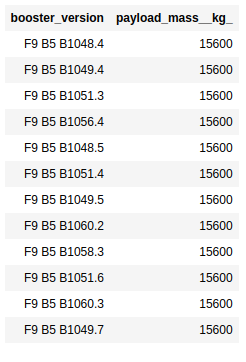 booster_version payload_mass__kg_
F9 B5 B1048.4 15600
F9 B5 B1049.4 15600
F9 B5 B1051.3 15600
F9 B5 B1056.4 15600
F9 B5 B1048.5 15600
F9 B5 B1051.4 15600
F9 B5 B1049.5 15600
F9 B5 B1060.2 15600
F9 B5 B1058.3 15600
F9 B5 B1051.6 15600
F9 B5 B1060.3 15600
F9 B5 B1049.7 15600